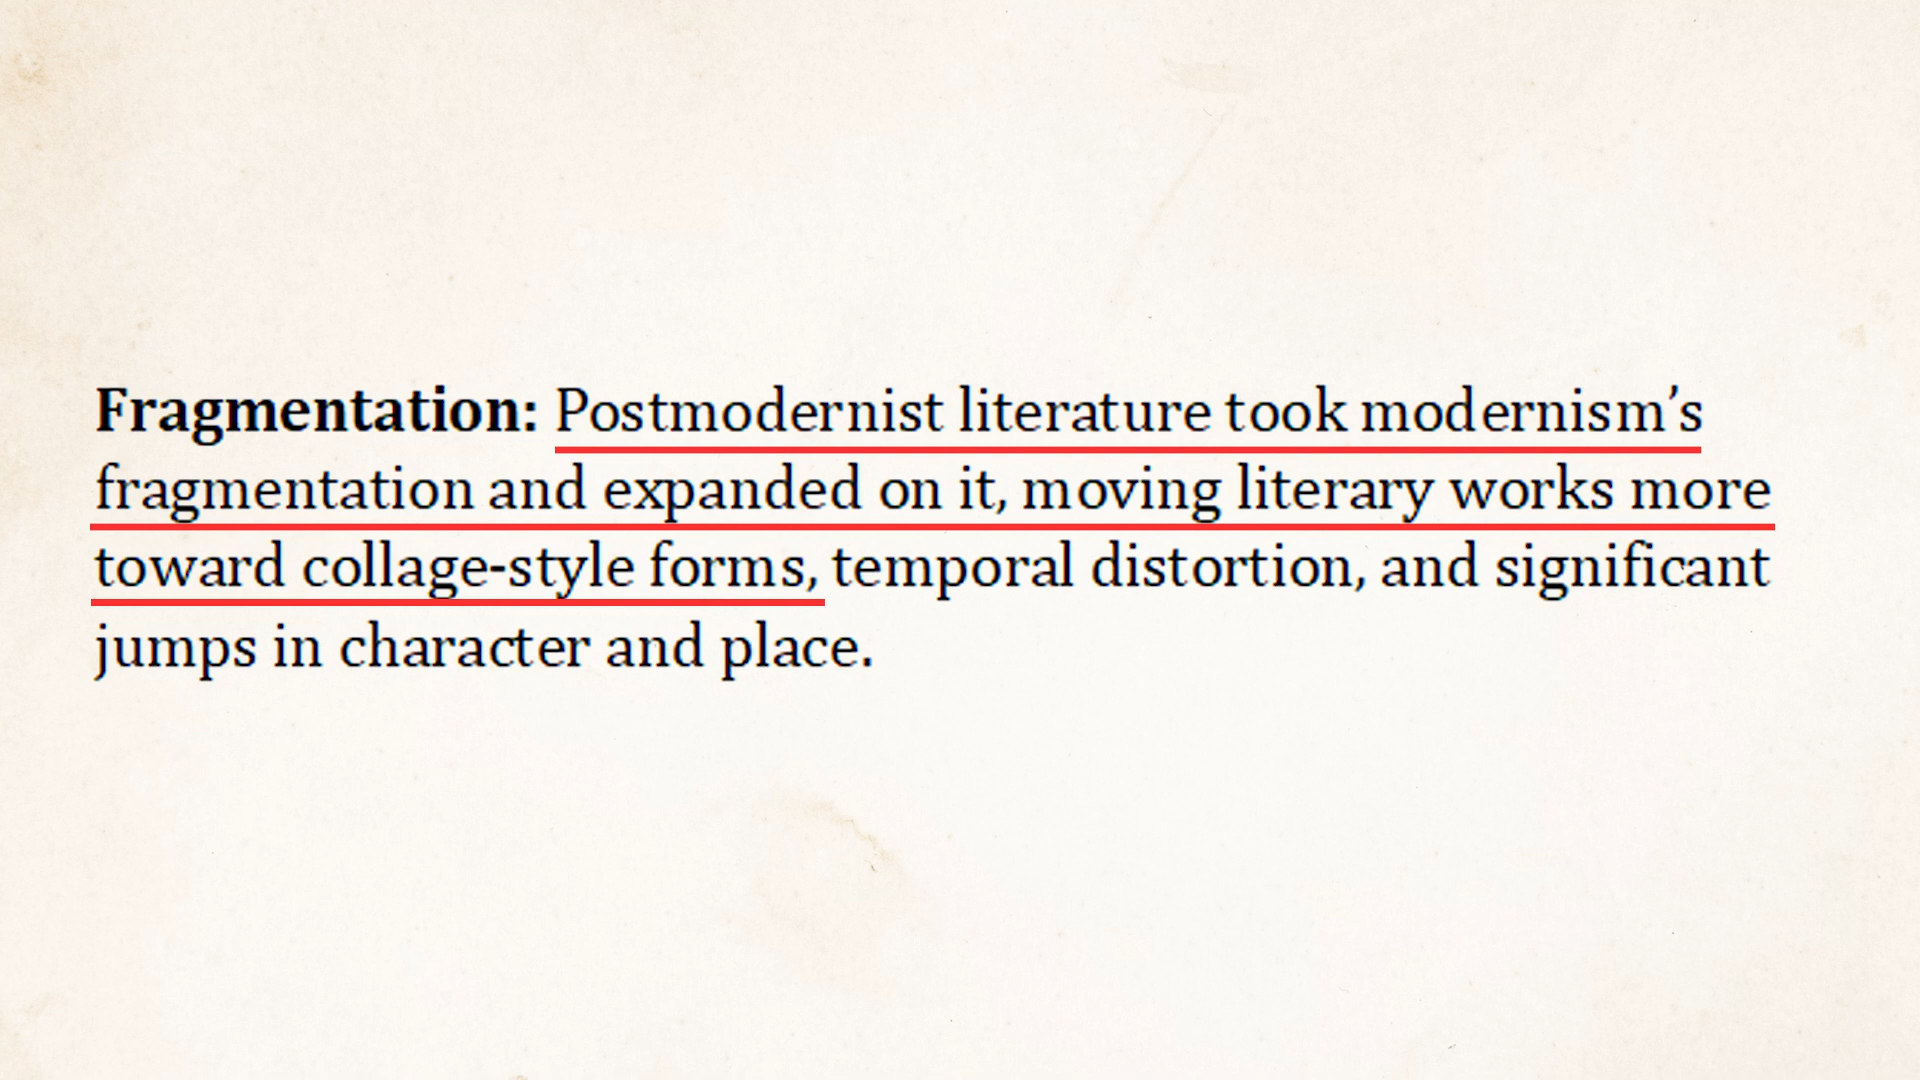 Fragmentation: Postmodernist literature took modernism’s
fragmentation and expanded on it, moving literary works more
toward collage-style forms, temporal distortion, and significant
jumps in character and place.